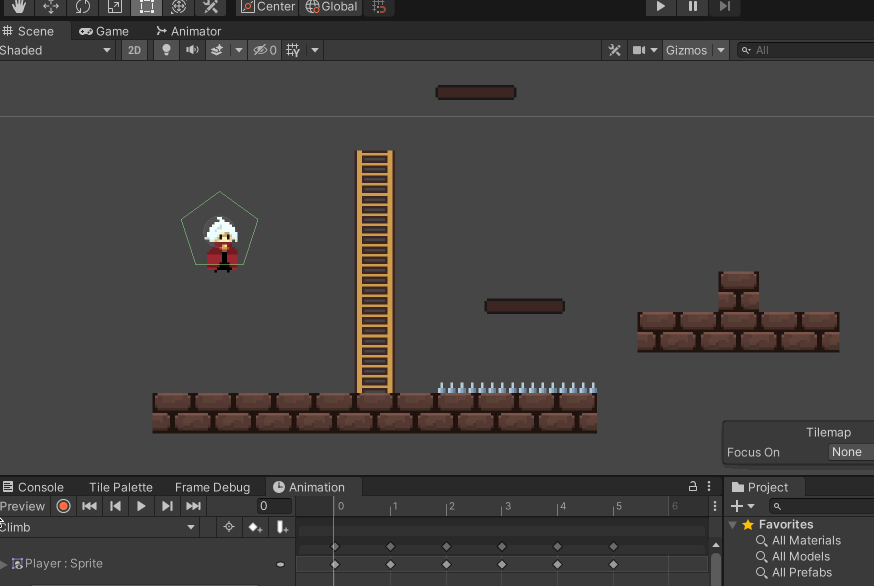 Center Global
Scene Game Animator
Shaded 2D 0 Gizmos All
Tilemap
Focus On None
Console Tile Palette Frame Debug Animation Project
Preview 0 0 1 2 3 4 5 6
Climb Favorites
All Materials
All Models
Player : Sprite All Prefabs